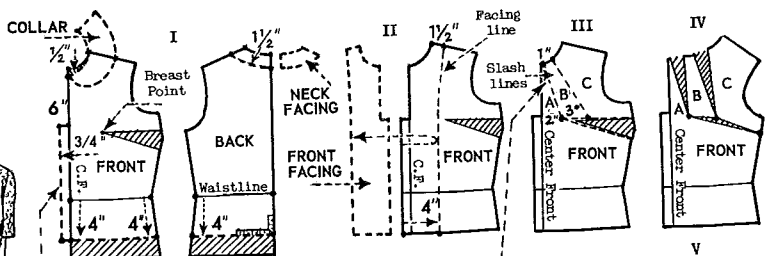 COLLAR
1/2"
I
Breast
Point
6"
3/4"
FRONT
C.F.
4"
4"
1 1/2"
NECK
FACING
BACK
Waistline
4"
II
1 1/2"
Facing
line
FRONT
FACING
C.F.
FRONT
4"
III
1"
Slash
lines
A
B
C
2"
3"
FRONT
Center Front
IV
A
B
C
FRONT
Center Front
V